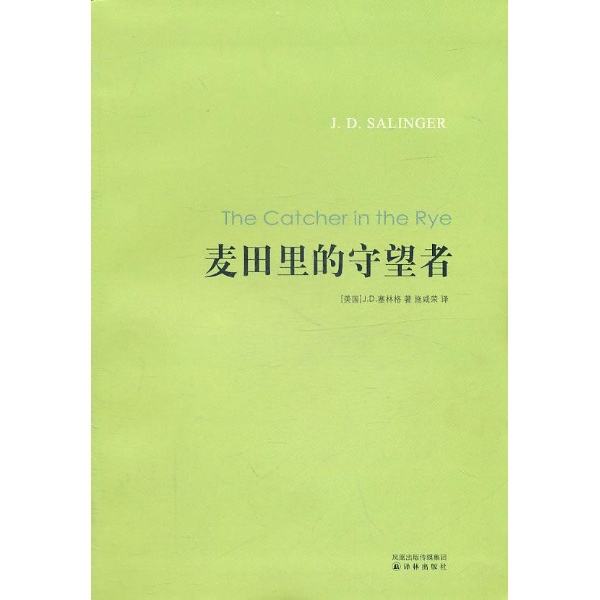 J. D. SALINGER
The Catcher in the Rye
麦田里的守望者
[美国]J.D.塞林格 著 施咸荣 译
凤凰出版传媒集团
译林出版社